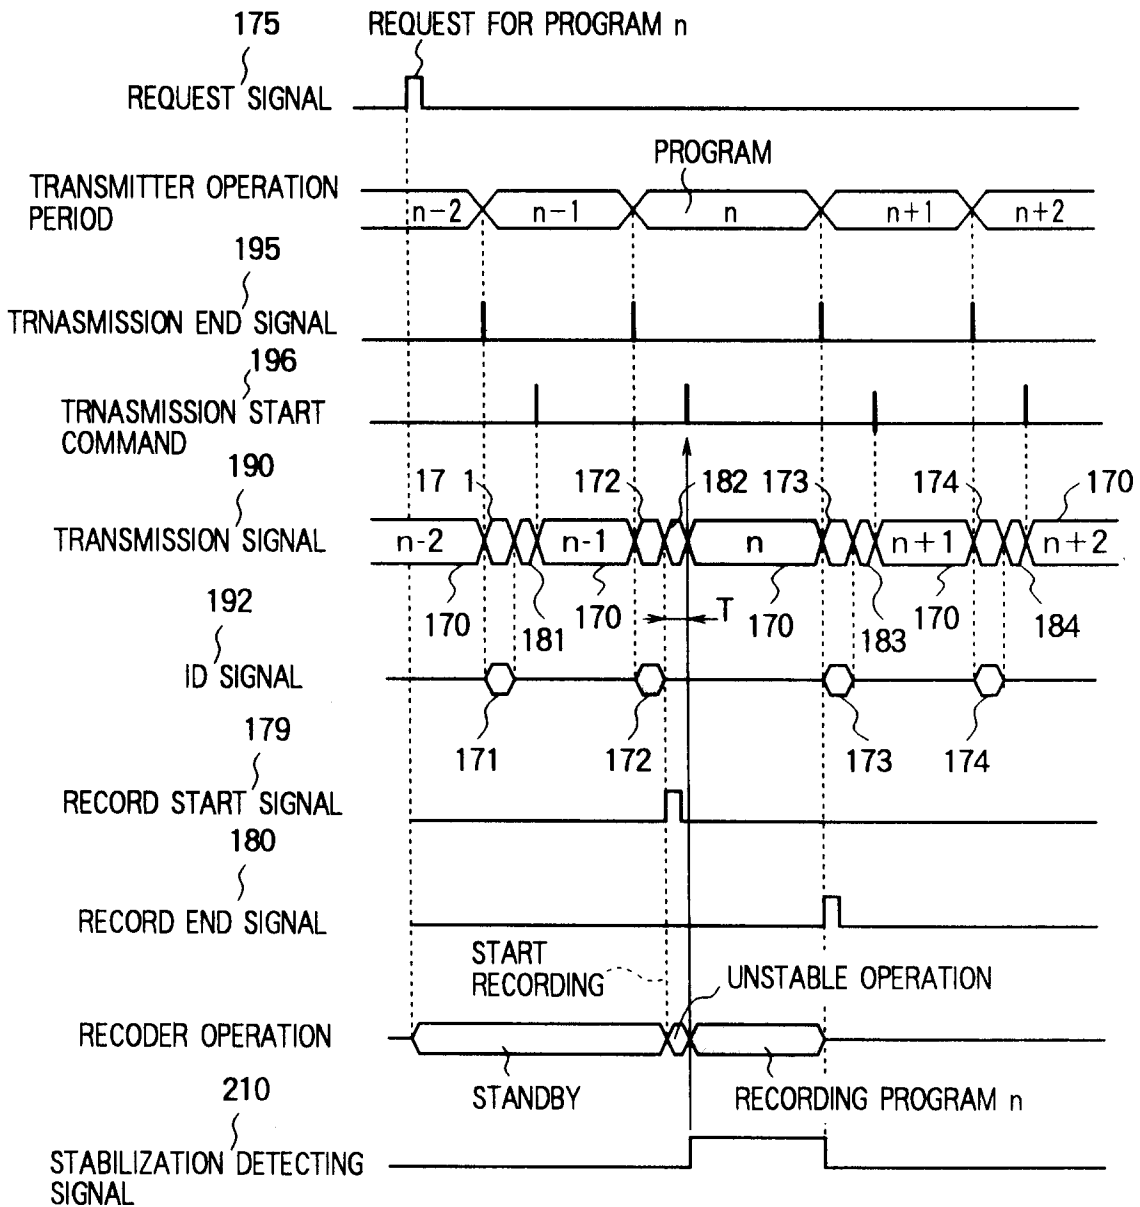 175
REQUEST FOR PROGRAM n
REQUEST SIGNAL
PROGRAM
TRANSMITTER OPERATION
PERIOD
n-2
n-1
n
n+1
n+2
195
TRNASMISSION END SIGNAL
196
TRNASMISSION START
COMMAND
190
17 1
172
182
173
174
170
TRANSMISSION SIGNAL
n-2
n-1
n
n+1
n+2
192
170
181
170
T
170
183
170
184
ID SIGNAL
179
171
172
173
174
RECORD START SIGNAL
180
RECORD END SIGNAL
START
RECORDING
UNSTABLE OPERATION
RECODER OPERATION
STANDBY
RECORDING PROGRAM n
210
STABILIZATION DETECTING
SIGNAL